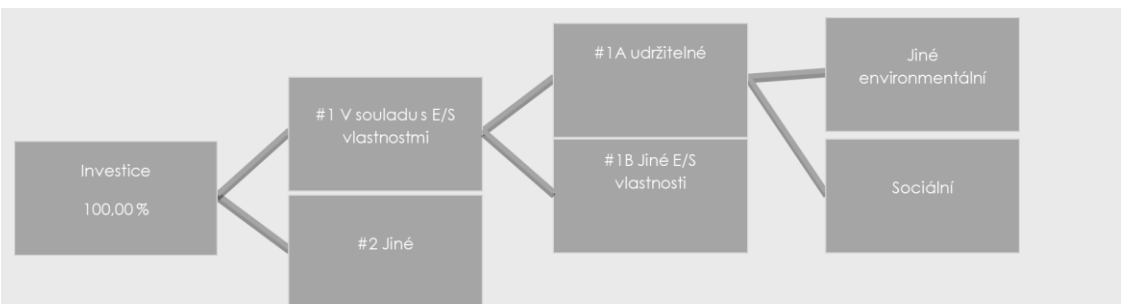 Investice
100,00 %
#1 V souladu s E/S
vlastnostmi
#2 Jiné
#1A udržitelné
#1B Jiné E/S
vlastnosti
Jiné
environmentální
Sociální